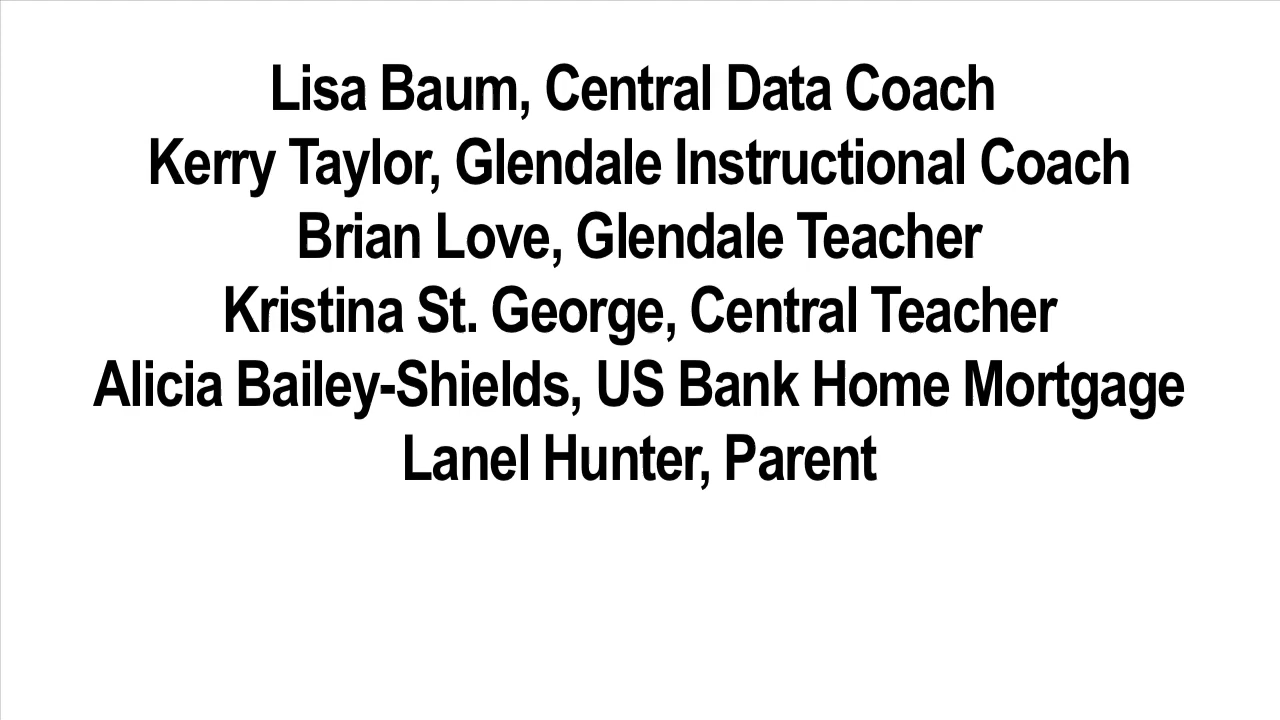 Lisa Baum, Central Data Coach
Kerry Taylor, Glendale Instructional Coach
Brian Love, Glendale Teacher
Kristina St. George, Central Teacher
Alicia Bailey-Shields, US Bank Home Mortgage
Lanel Hunter, Parent